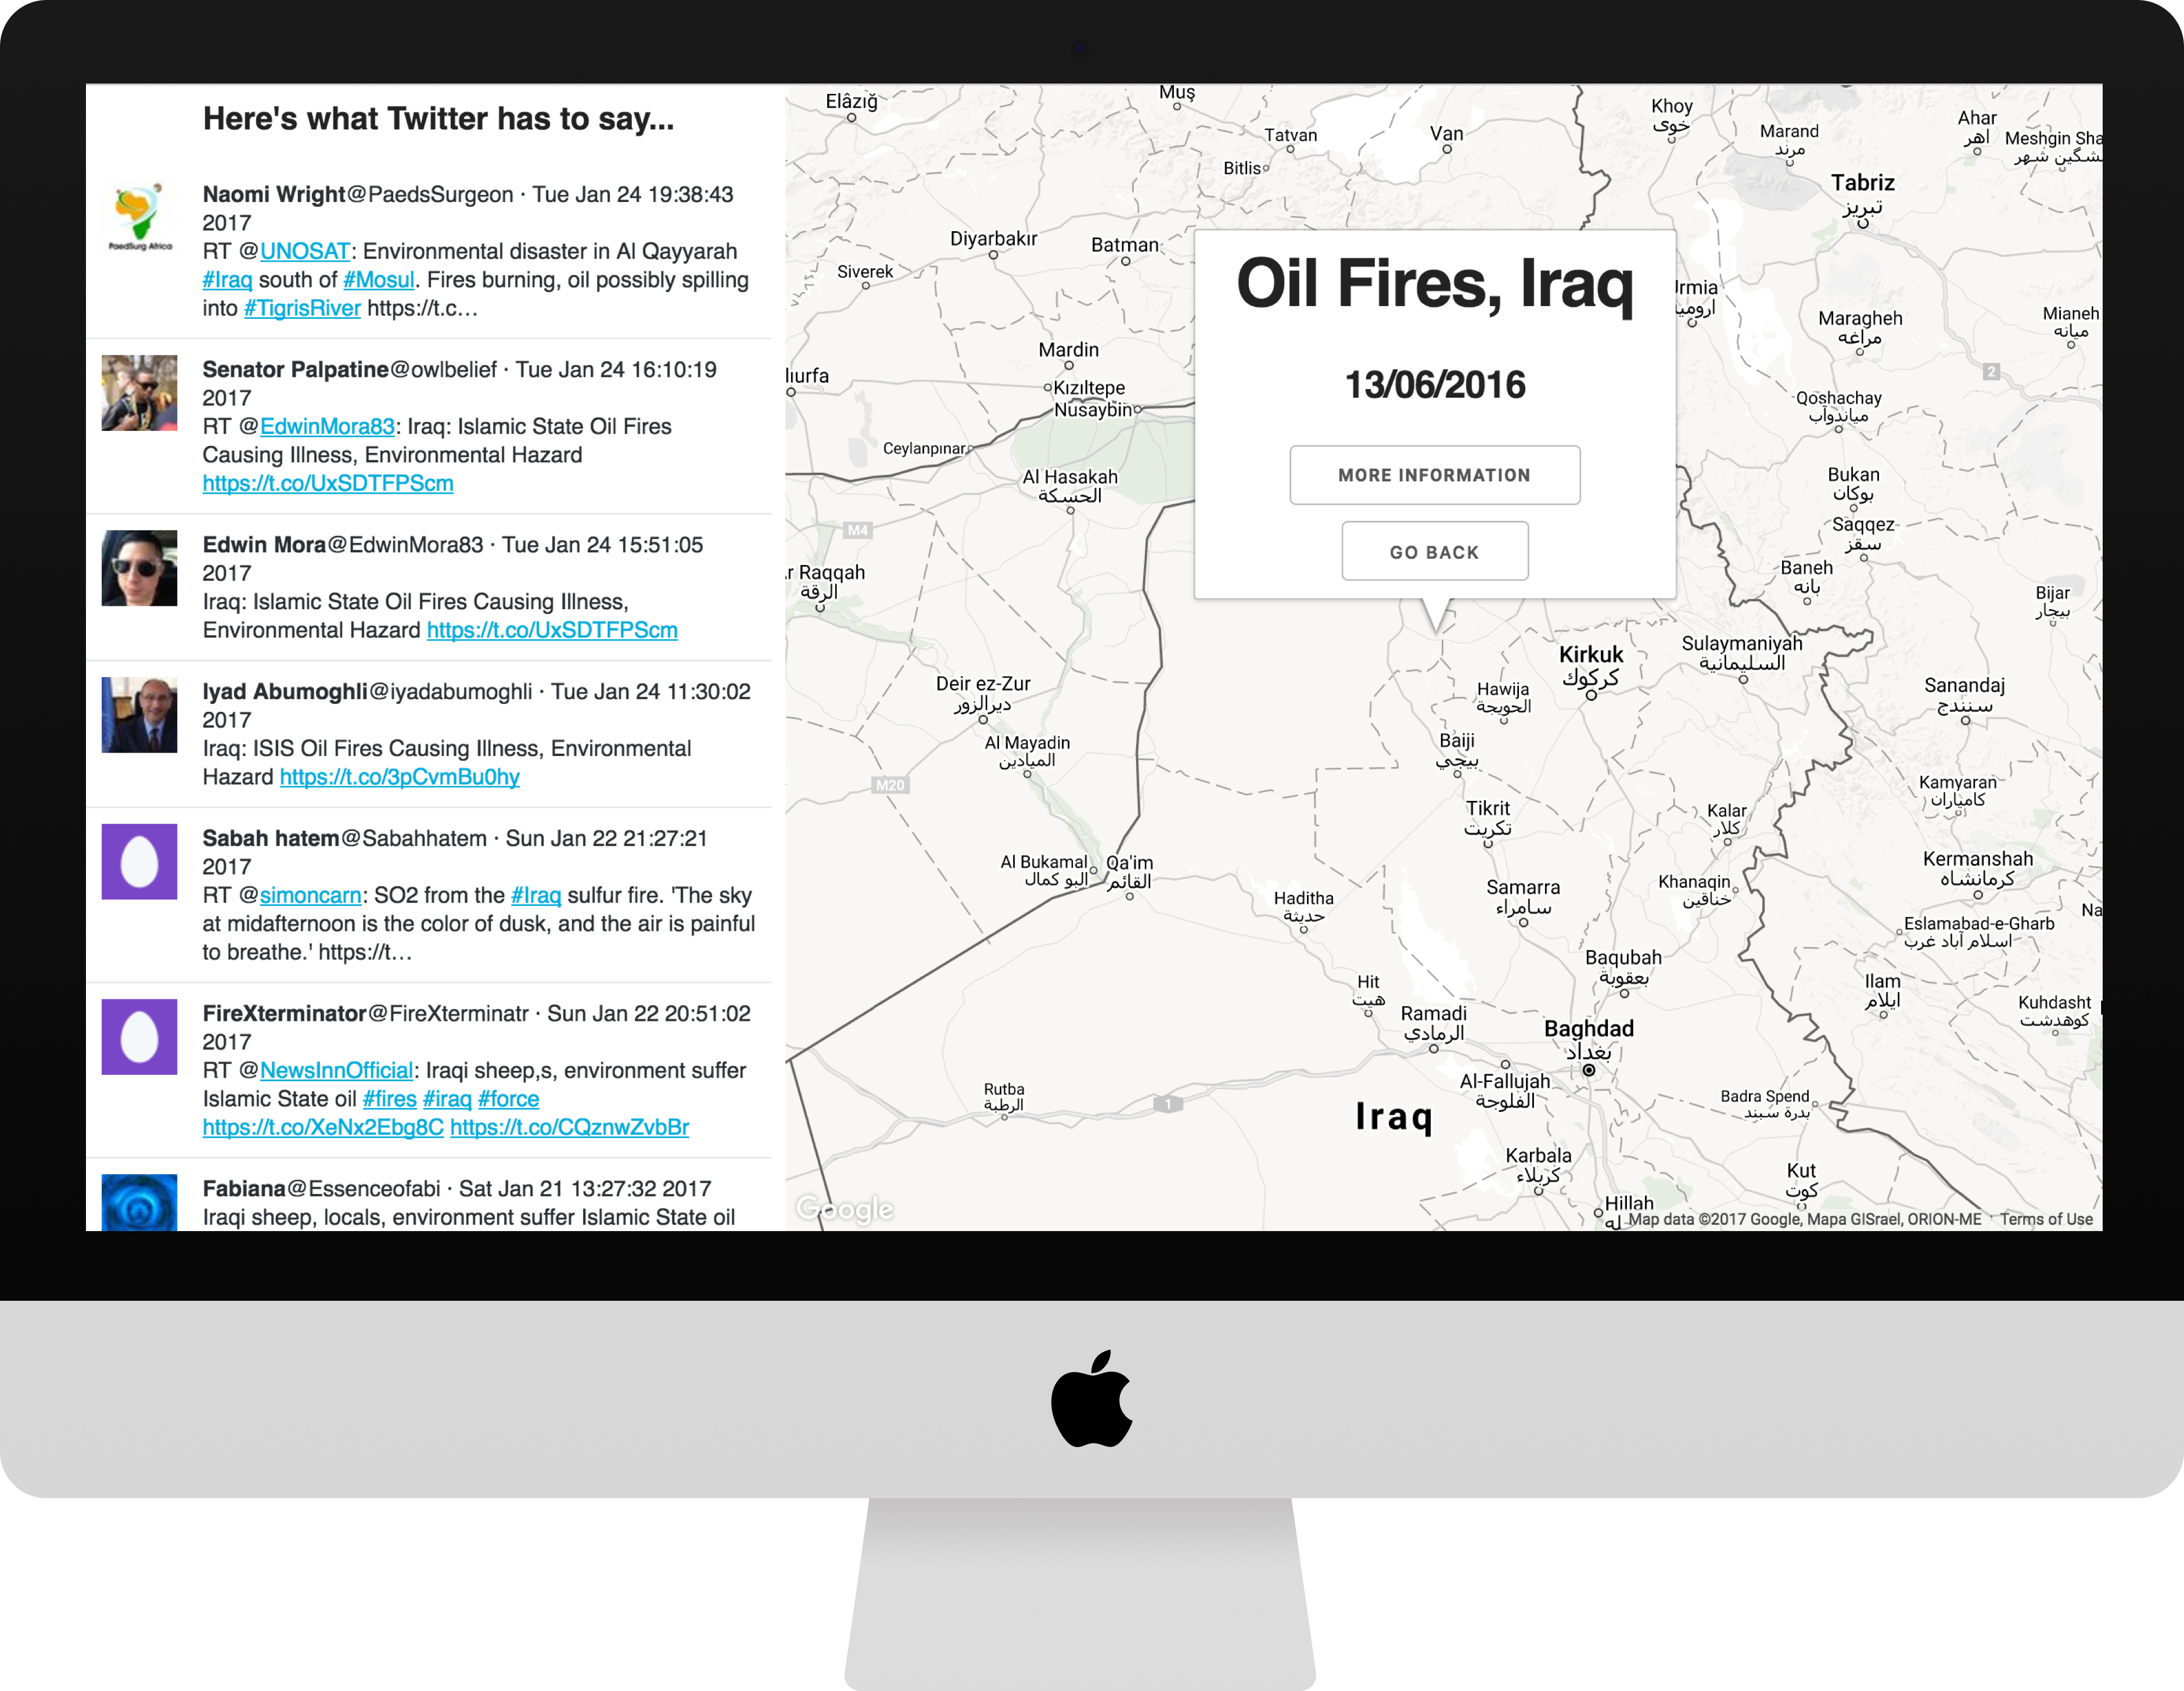 Here's what Twitter has to say...
PaedSurg Africa
Naomi Wright@PaedsSurgeon · Tue Jan 24 19:38:43
2017
RT @UNOSAT: Environmental disaster in Al Qayyarah
#Iraq south of #Mosul. Fires burning, oil possibly spilling
into #TigrisRiver https://t.c…
Senator Palpatine@owlbelief · Tue Jan 24 16:10:19
2017
RT @EdwinMora83: Iraq: Islamic State Oil Fires
Causing Illness, Environmental Hazard
https://t.co/UxSDTFPScm
Edwin Mora@EdwinMora83 · Tue Jan 24 15:51:05
2017
Iraq: Islamic State Oil Fires Causing Illness,
Environmental Hazard https://t.co/UxSDTFPScm
Iyad Abumoghli@iyadabumoghli · Tue Jan 24 11:30:02
2017
Iraq: ISIS Oil Fires Causing Illness, Environmental
Hazard https://t.co/3pCvmBu0hy
Sabah hatem@Sabahhatem · Sun Jan 22 21:27:21
2017
RT @simoncarn: SO2 from the #Iraq sulfur fire. 'The sky
at midafternoon is the color of dusk, and the air is painful
to breathe.' https://t…
FireXterminator@FireXterminatr · Sun Jan 22 20:51:02
2017
RT @NewsInnOfficial: Iraqi sheep,s, environment suffer
Islamic State oil #fires #iraq #force
https://t.co/XeNx2Ebg8C https://t.co/CQznwZvbBr
Fabiana@Essenceofabi · Sat Jan 21 13:27:32 2017
Iraqi sheep, locals, environment suffer Islamic State oil
Oil Fires, Iraq
13/06/2016
MORE INFORMATION
GO BACK
Elâzığ
Muş
Tatvan
Van
Bitlis
Khoy
خوی
Marand
مرند
Ahar
اهر
Meshgin Sha
مشگین شهر
Tabriz
تبریز
Diyarbakır
Batman
Siverek
Urmia
ارومیه
Maragheh
مراغه
Mianeh
میانه
2
Mardin
lıurfa
Kızıltepe
Nusaybin
Ceylanpınar
Qoshachay
میاندوآب
Al Hasakah
الحسكة
Bukan
بوکان
Saqqez
سقز
M4
r Raqqah
الرقة
Baneh
بانه
Bijar
بیجار
Kirkuk
كركوك
Sulaymaniyah
السليمانية
Deir ez-Zur
ديرالزور
Hawija
الحويجة
Sanandaj
سنندج
Al Mayadin
الميادين
Baiji
بيجي
M20
Kamyaran
کامیاران
Tikrit
تكريت
Kalar
كلار
Al Bukamal
البو كمال
Qa'im
القائم
Kermanshah
کرمانشاه
Khanaqin
خناقين
Haditha
حديثة
Samarra
سامراء
Na
Eslamabad-e-Gharb
اسلام آباد غرب
Baqubah
بعقوبة
Hit
هيت
Ilam
ایلام
Ramadi
الرمادي
Kuhdasht
کوهدشت
Baghdad
بغداد
Al-Fallujah
الفلوجة
Rutba
الرطبة
1
Badra Spend
بدرة سبند
Iraq
Karbala
كربلاء
Kut
كوت
Hillah
له
Google
Map data ©2017 Google, Mapa GISrael, ORION-ME
Terms of Use